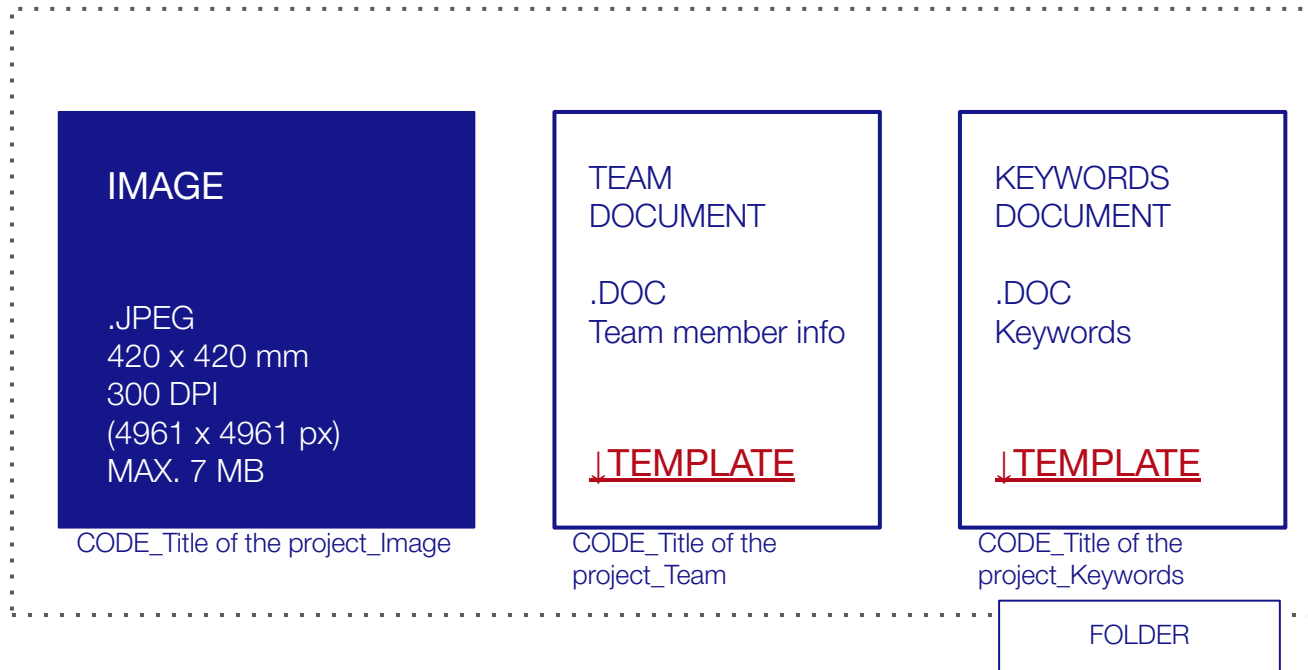 IMAGE
.JPEG
420 x 420 mm
300 DPI
(4961 x 4961 px)
MAX. 7 MB
CODE_Title of the project_Image
TEAM
DOCUMENT
.DOC
Team member info
↓TEMPLATE
CODE_Title of the
project_Team
KEYWORDS
DOCUMENT
.DOC
Keywords
↓TEMPLATE
CODE_Title of the
project_Keywords
FOLDER